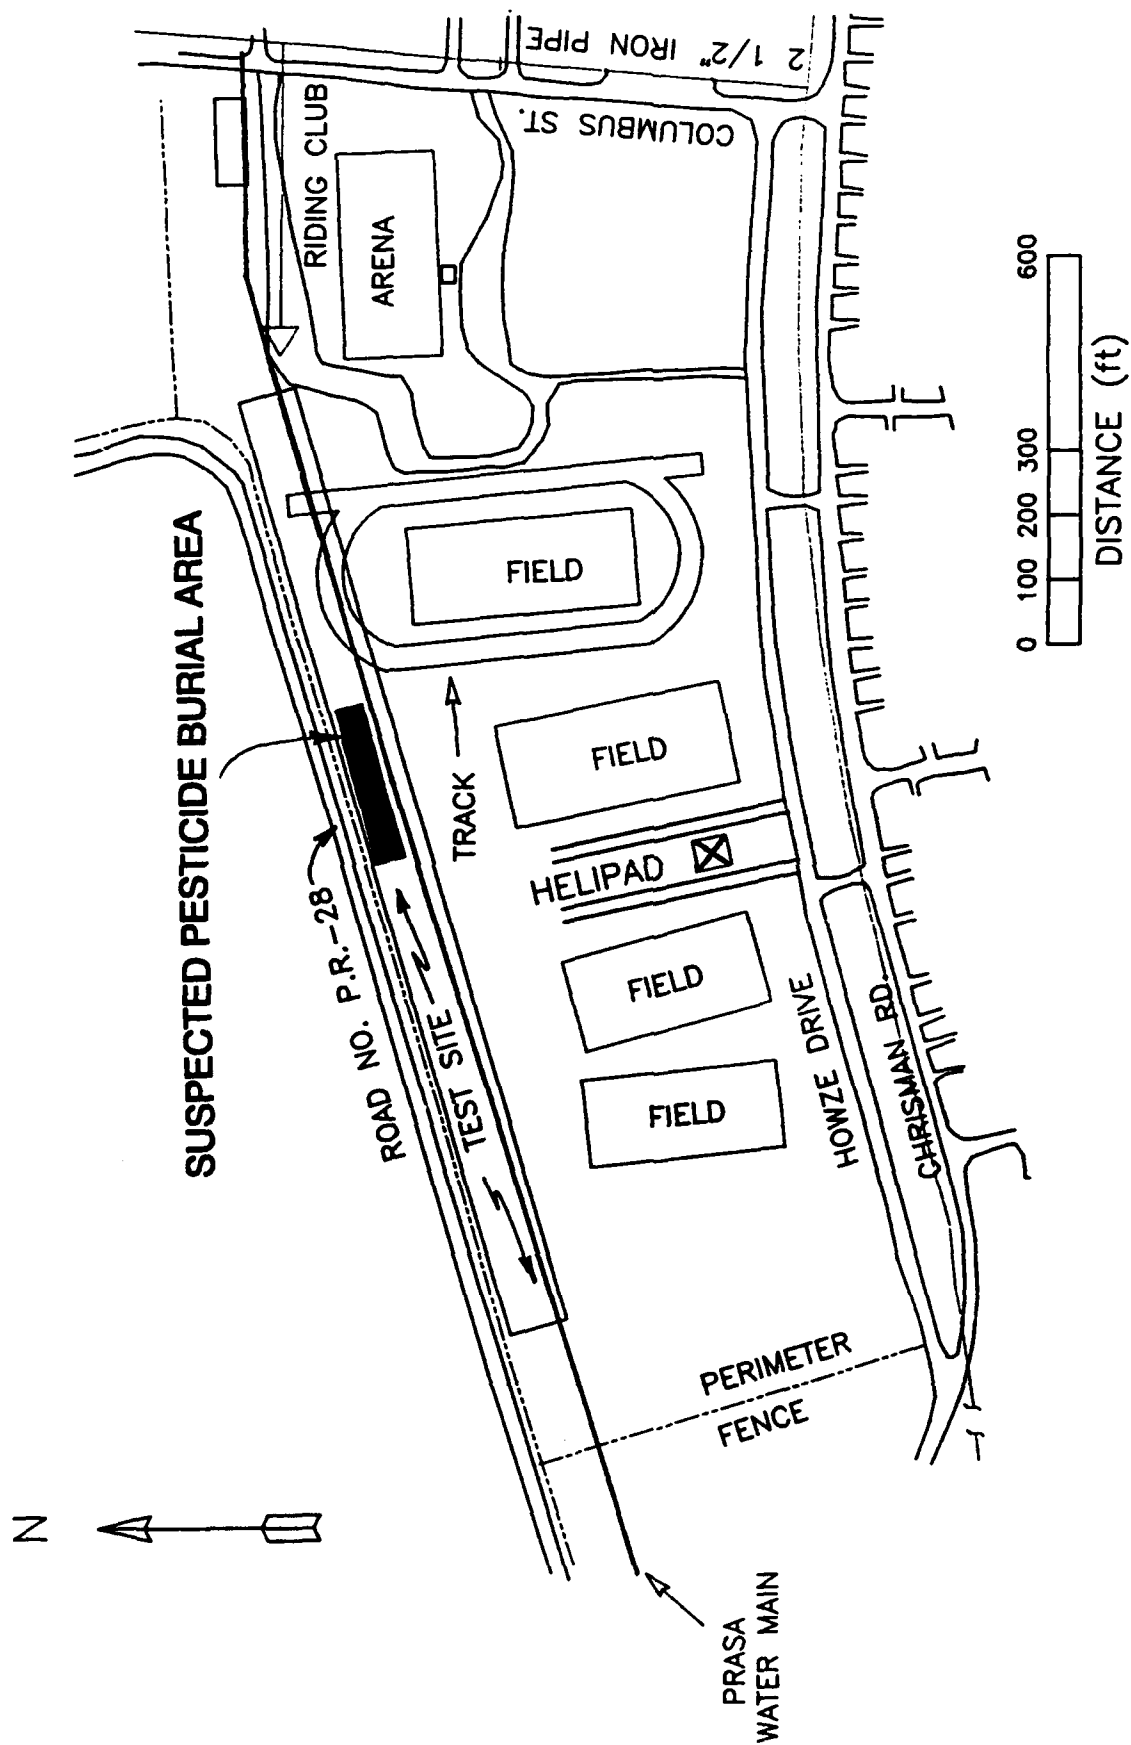 N
SUSPECTED PESTICIDE BURIAL AREA
ROAD NO. P.R.-28
TEST SITE
TRACK
RIDING CLUB
ARENA
COLUMBUS ST.
2 1/2" IRON PIPE
FIELD
FIELD
HELIPAD
FIELD
FIELD
HOWZE DRIVE
CHRISMAN RD.
PERIMETER
FENCE
PRASA
WATER MAIN
T
0 100 200 300 600
DISTANCE (ft)